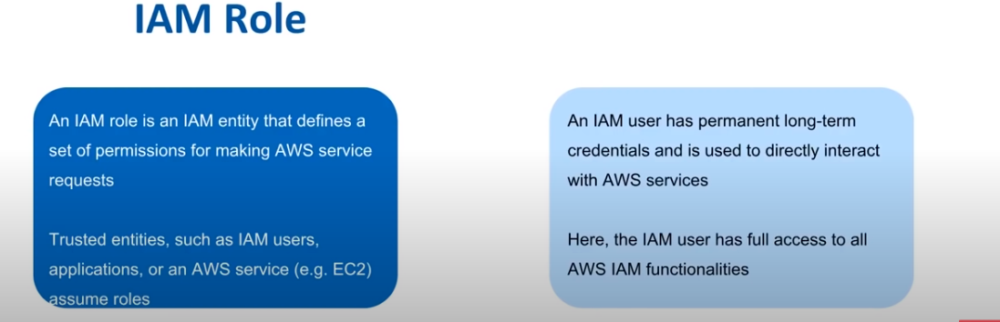 IAM Role
An IAM role is an IAM entity that defines a
set of permissions for making AWS service
requests
Trusted entities, such as IAM users,
applications, or an AWS service (e.g. EC2)
assume roles
An IAM user has permanent long-term
credentials and is used to directly interact
with AWS services
Here, the IAM user has full access to all
AWS IAM functionalities